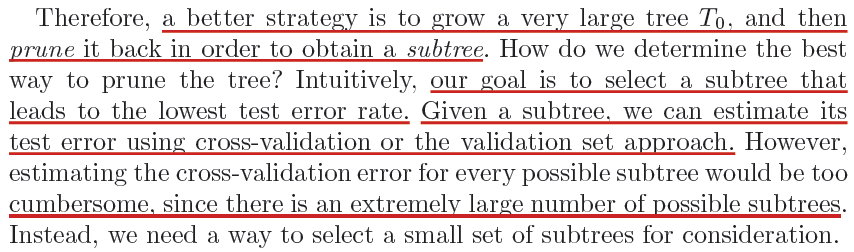 Therefore, a better strategy is to grow a very large tree T₀, and then
prune it back in order to obtain a subtree. How do we determine the best
way to prune the tree? Intuitively, our goal is to select a subtree that
leads to the lowest test error rate. Given a subtree, we can estimate its
test error using cross-validation or the validation set approach. However,
estimating the cross-validation error for every possible subtree would be too
cumbersome, since there is an extremely large number of possible subtrees.
Instead, we need a way to select a small set of subtrees for consideration.